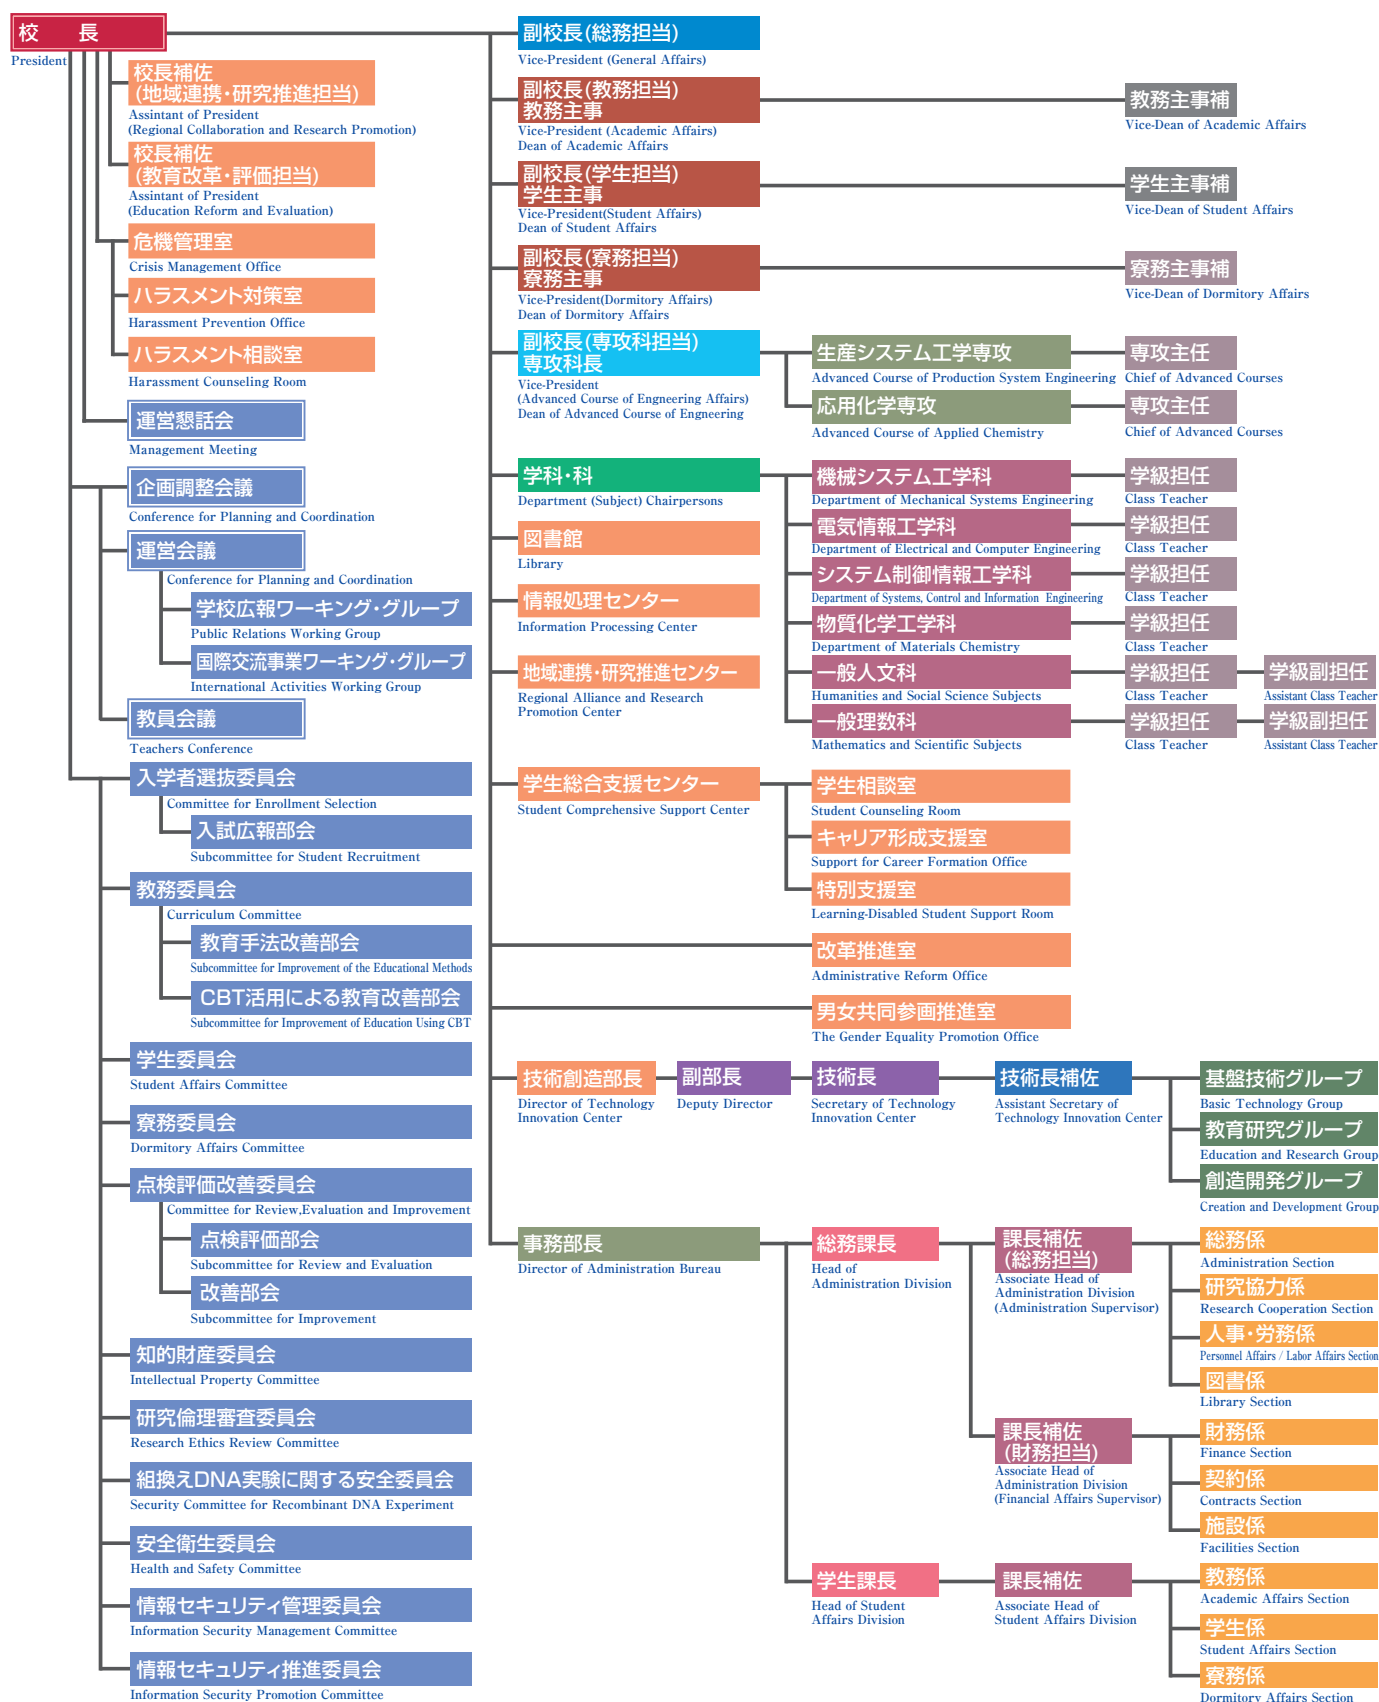 校　長
President
校長補佐
(地域連携・研究推進担当)
Assintant of President
(Regional Collaboration and Research Promotion)
校長補佐
(教育改革・評価担当)
Assintant of President
(Education Reform and Evaluation)
危機管理室
Crisis Management Office
ハラスメント対策室
Harassment Prevention Office
ハラスメント相談室
Harassment Counseling Room
運営懇話会
Management Meeting
企画調整会議
Conference for Planning and Coordination
運営会議
Conference for Planning and Coordination
学校広報ワーキング・グループ
Public Relations Working Group
国際交流事業ワーキング・グループ
International Activities Working Group
教員会議
Teachers Conference
入学者選抜委員会
Committee for Enrollment Selection
入試広報部会
Subcommittee for Student Recruitment
教務委員会
Curriculum Committee
教育手法改善部会
Subcommittee for Improvement of the Educational Methods
CBT活用による教育改善部会
Subcommittee for Improvement of Education Using CBT
学生委員会
Student Affairs Committee
寮務委員会
Dormitory Affairs Committee
点検評価改善委員会
Committee for Review,Evaluation and Improvement
点検評価部会
Subcommittee for Review and Evaluation
改善部会
Subcommittee for Improvement
知的財産委員会
Intellectual Property Committee
研究倫理審査委員会
Research Ethics Review Committee
組換えDNA実験に関する安全委員会
Security Committee for Recombinant DNA Experiment
安全衛生委員会
Health and Safety Committee
情報セキュリティ管理委員会
Information Security Management Committee
情報セキュリティ推進委員会
Information Security Promotion Committee
副校長(総務担当)
Vice-President (General Affairs)
副校長(教務担当)
教務主事
Vice-President (Academic Affairs)
Dean of Academic Affairs
教務主事補
Vice-Dean of Academic Affairs
副校長(学生担当)
学生主事
Vice-President(Student Affairs)
Dean of Student Affairs
学生主事補
Vice-Dean of Student Affairs
副校長(寮務担当)
寮務主事
Vice-President(Dormitory Affairs)
Dean of Dormitory Affairs
寮務主事補
Vice-Dean of Dormitory Affairs
副校長(専攻科担当)
専攻科長
Vice-President
(Advanced Course of Engneering Affairs)
Dean of Advanced Course of Engneering
生産システム工学専攻
Advanced Course of Production System Engineering
専攻主任
Chief of Advanced Courses
応用化学専攻
Advanced Course of Applied Chemistry
専攻主任
Chief of Advanced Courses
学科・科
Department (Subject) Chairpersons
機械システム工学科
Department of Mechanical Systems Engineering
学級担任
Class Teacher
電気情報工学科
Department of Electrical and Computer Engineering
学級担任
Class Teacher
システム制御情報工学科
Department of Systems, Control and Information Engineering
学級担任
Class Teacher
物質化学工学科
Department of Materials Chemistry
学級担任
Class Teacher
一般人文科
Humanities and Social Science Subjects
学級担任
Class Teacher
学級副担任
Assistant Class Teacher
一般理数科
Mathematics and Scientific Subjects
学級担任
Class Teacher
学級副担任
Assistant Class Teacher
図書館
Library
情報処理センター
Information Processing Center
地域連携・研究推進センター
Regional Alliance and Research
Promotion Center
学生総合支援センター
Student Comprehensive Support Center
学生相談室
Student Counseling Room
キャリア形成支援室
Support for Career Formation Office
特別支援室
Learning-Disabled Student Support Room
改革推進室
Administrative Reform Office
男女共同参画推進室
The Gender Equality Promotion Office
技術創造部長
Director of Technology
Innovation Center
副部長
Deputy Director
技術長
Secretary of Technology
Innovation Center
技術長補佐
Assistant Secretary of
Technology Innovation Center
基盤技術グループ
Basic Technology Group
教育研究グループ
Education and Research Group
創造開発グループ
Creation and Development Group
事務部長
Director of Administration Bureau
総務課長
Head of
Administration Division
課長補佐
(総務担当)
Associate Head of
Administration Division
(Administration Supervisor)
総務係
Administration Section
研究協力係
Research Cooperation Section
人事・労務係
Personnel Affairs / Labor Affairs Section
図書係
Library Section
課長補佐
(財務担当)
Associate Head of
Administration Division
(Financial Affairs Supervisor)
財務係
Finance Section
契約係
Contracts Section
施設係
Facilities Section
学生課長
Head of Student
Affairs Division
課長補佐
Associate Head of
Student Affairs Division
教務係
Academic Affairs Section
学生係
Student Affairs Section
寮務係
Dormitory Affairs Section